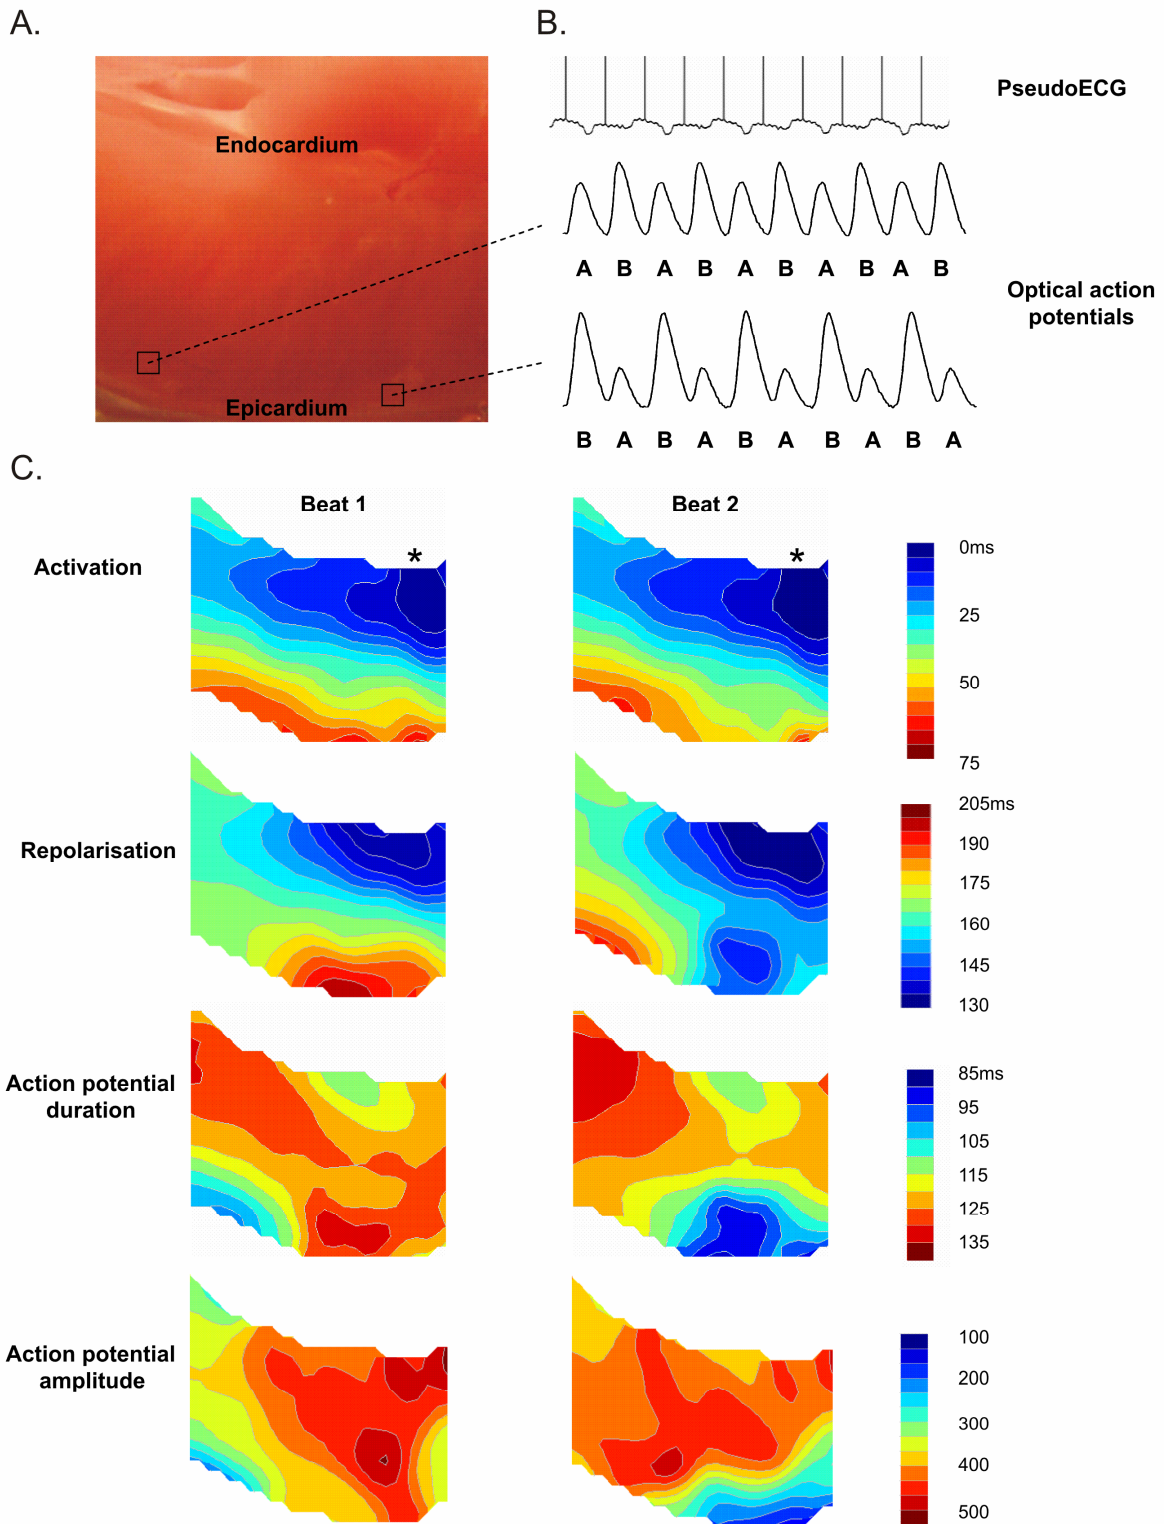 A.
B.
Endocardium
Epicardium
PseudoECG
A B A B A B A B A B
Optical action
potentials
B A B A B A B A B A
C.
Beat 1
Beat 2
Activation
*
*
0ms
25
50
75
Repolarisation
205ms
190
175
160
145
130
Action potential
duration
85ms
95
105
115
125
135
Action potential
amplitude
100
200
300
400
500